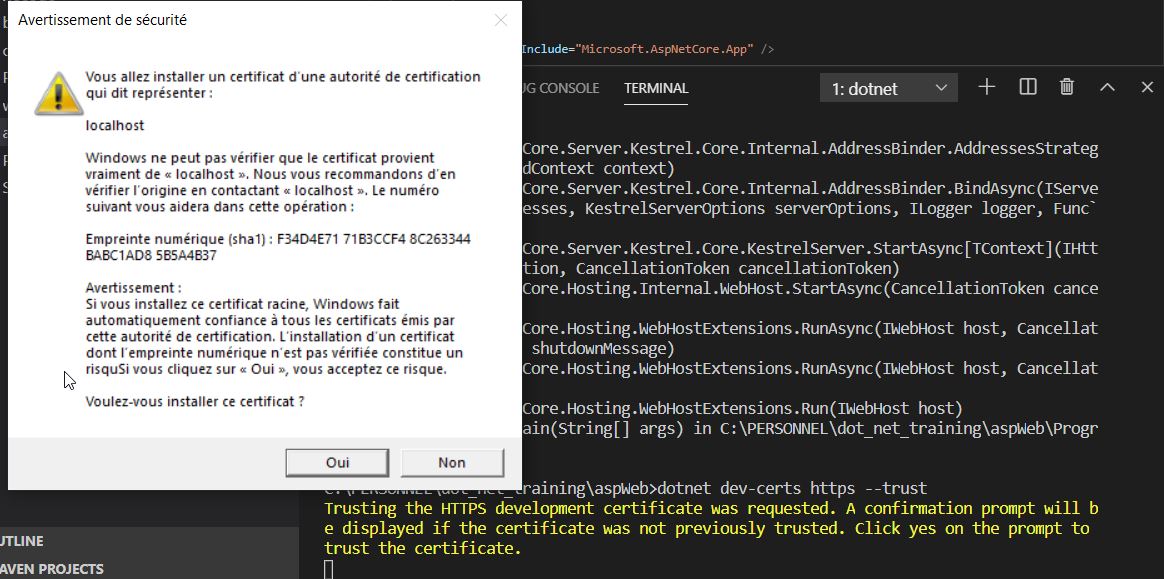 Avertissement de sécurité
Vous allez installer un certificat d'une autorité de certification
qui dit représenter :
localhost
Windows ne peut pas vérifier que le certificat provient
vraiment de « localhost ». Nous vous recommandons d'en
vérifier l'origine en contactant « localhost ». Le numéro
suivant vous aidera dans cette opération :
Empreinte numérique (sha1) : F34D4E71 71B3CCF4 8C263344
BABC1AD8 5B5A4B37
Avertissement :
Si vous installez ce certificat racine, Windows fait
automatiquement confiance à tous les certificats émis par
cette autorité de certification. L'installation d'un certificat
dont l'empreinte numérique n'est pas vérifiée constitue un
risquSi vous cliquez sur « Oui », vous acceptez ce risque.
Voulez-vous installer ce certificat ?
Oui
Non
Include="Microsoft.AspNetCore.App" />
UG CONSOLE
TERMINAL
1: dotnet
Core.Server.Kestrel.Core.Internal.AddressBinder.AddressesStrateg
dContext context)
Core.Server.Kestrel.Core.Internal.AddressBinder.BindAsync(IServe
esses, KestrelServerOptions serverOptions, ILogger logger, Func`
Core.Server.Kestrel.Core.KestrelServer.StartAsync[TContext](IHtt
tion, CancellationToken cancellationToken)
Core.Hosting.Internal.WebHost.StartAsync(CancellationToken cance
Core.Hosting.WebHostExtensions.RunAsync(IWebHost host, Cancellat
shutdownMessage)
Core.Hosting.WebHostExtensions.RunAsync(IWebHost host, Cancellat
Core.Hosting.WebHostExtensions.Run(IWebHost host)
ain(String[] args) in C:\PERSONNEL\dot_net_training\aspWeb\Progr
C:\PERSONNEL\dot_net_training\aspWeb>dotnet dev-certs https --trust
Trusting the HTTPS development certificate was requested. A confirmation prompt will b
e displayed if the certificate was not previously trusted. Click yes on the prompt to
trust the certificate.
UTLINE
AVEN PROJECTS